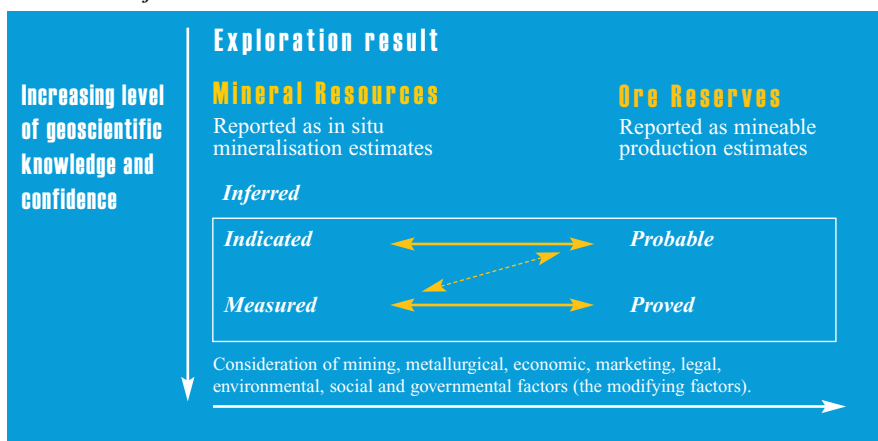 Exploration result
Increasing level
of geoscientific
knowledge and
confidence
Mineral Resources
Reported as in situ
mineralisation estimates
Ore Reserves
Reported as mineable
production estimates
Inferred
Indicated
Probable
Measured
Proved
Consideration of mining, metallurgical, economic, marketing, legal,
environmental, social and governmental factors (the modifying factors).